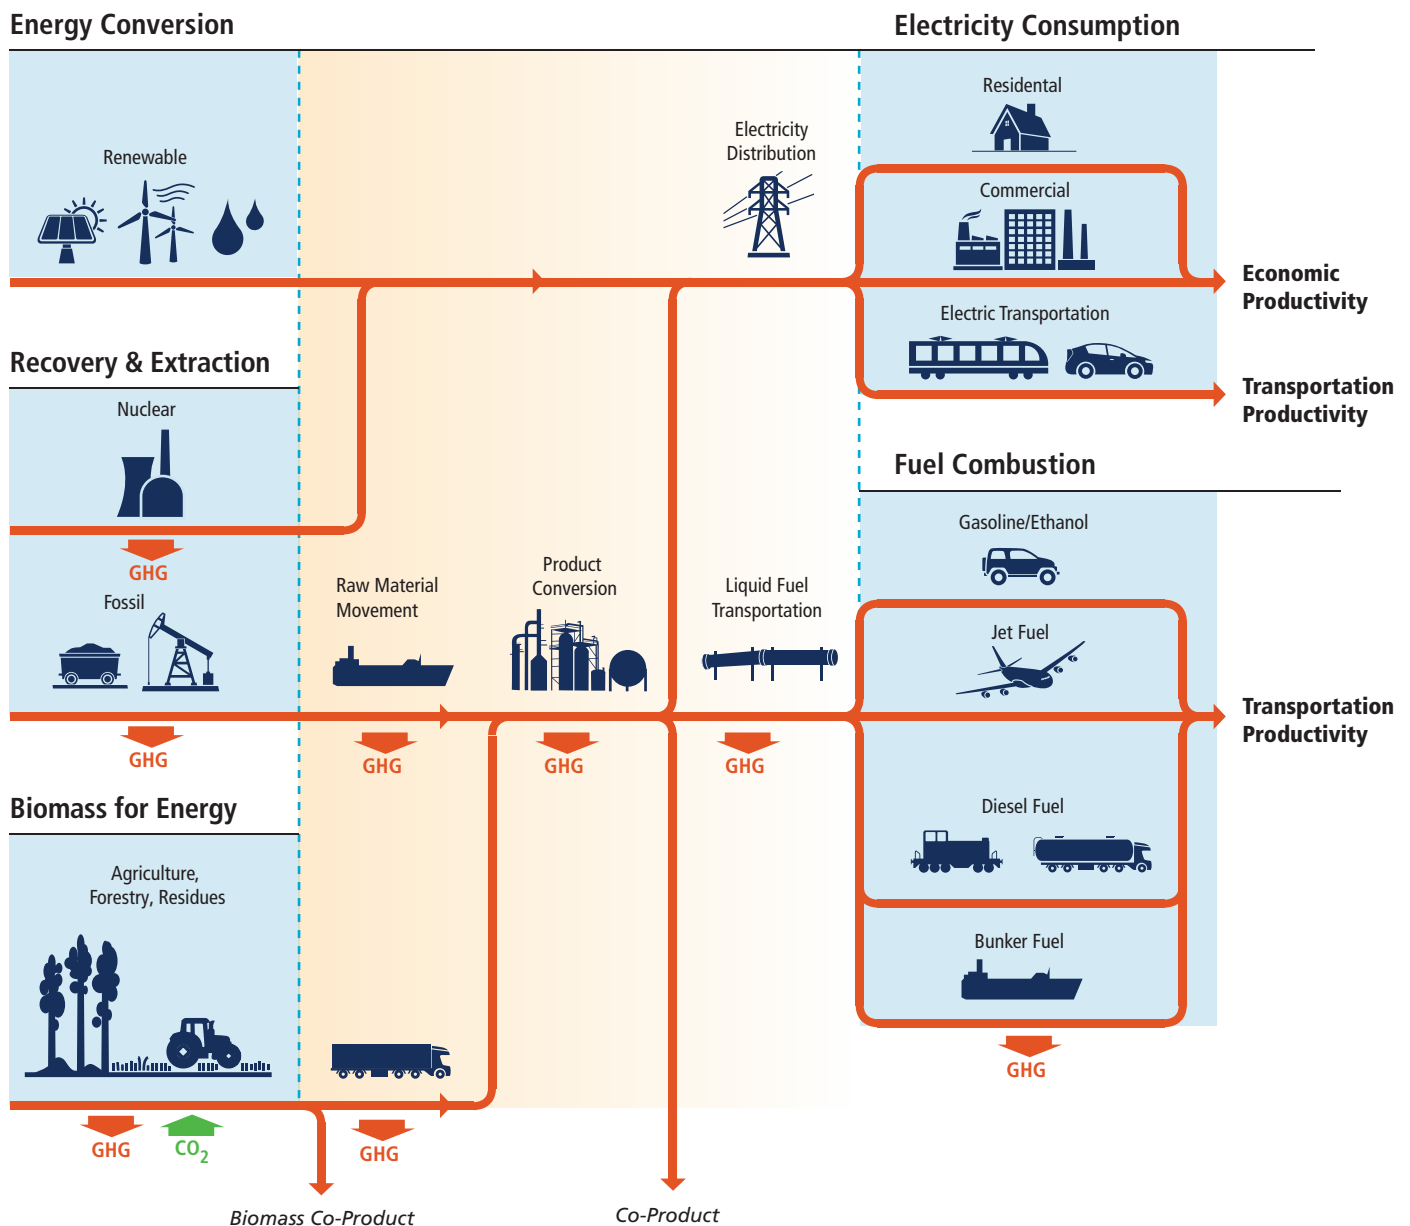 Energy Conversion
Electricity Consumption
Renewable
Electricity
Distribution
Residental
Commercial
Economic
Productivity
Electric Transportation
Transportation
Productivity
Recovery & Extraction
Nuclear
GHG
Fossil
GHG
Raw Material
Movement
GHG
Product
Conversion
GHG
Liquid Fuel
Transportation
GHG
Fuel Combustion
Gasoline/Ethanol
Jet Fuel
Transportation
Productivity
Diesel Fuel
Bunker Fuel
GHG
Biomass for Energy
Agriculture,
Forestry, Residues
GHG
CO2
GHG
Biomass Co-Product
Co-Product